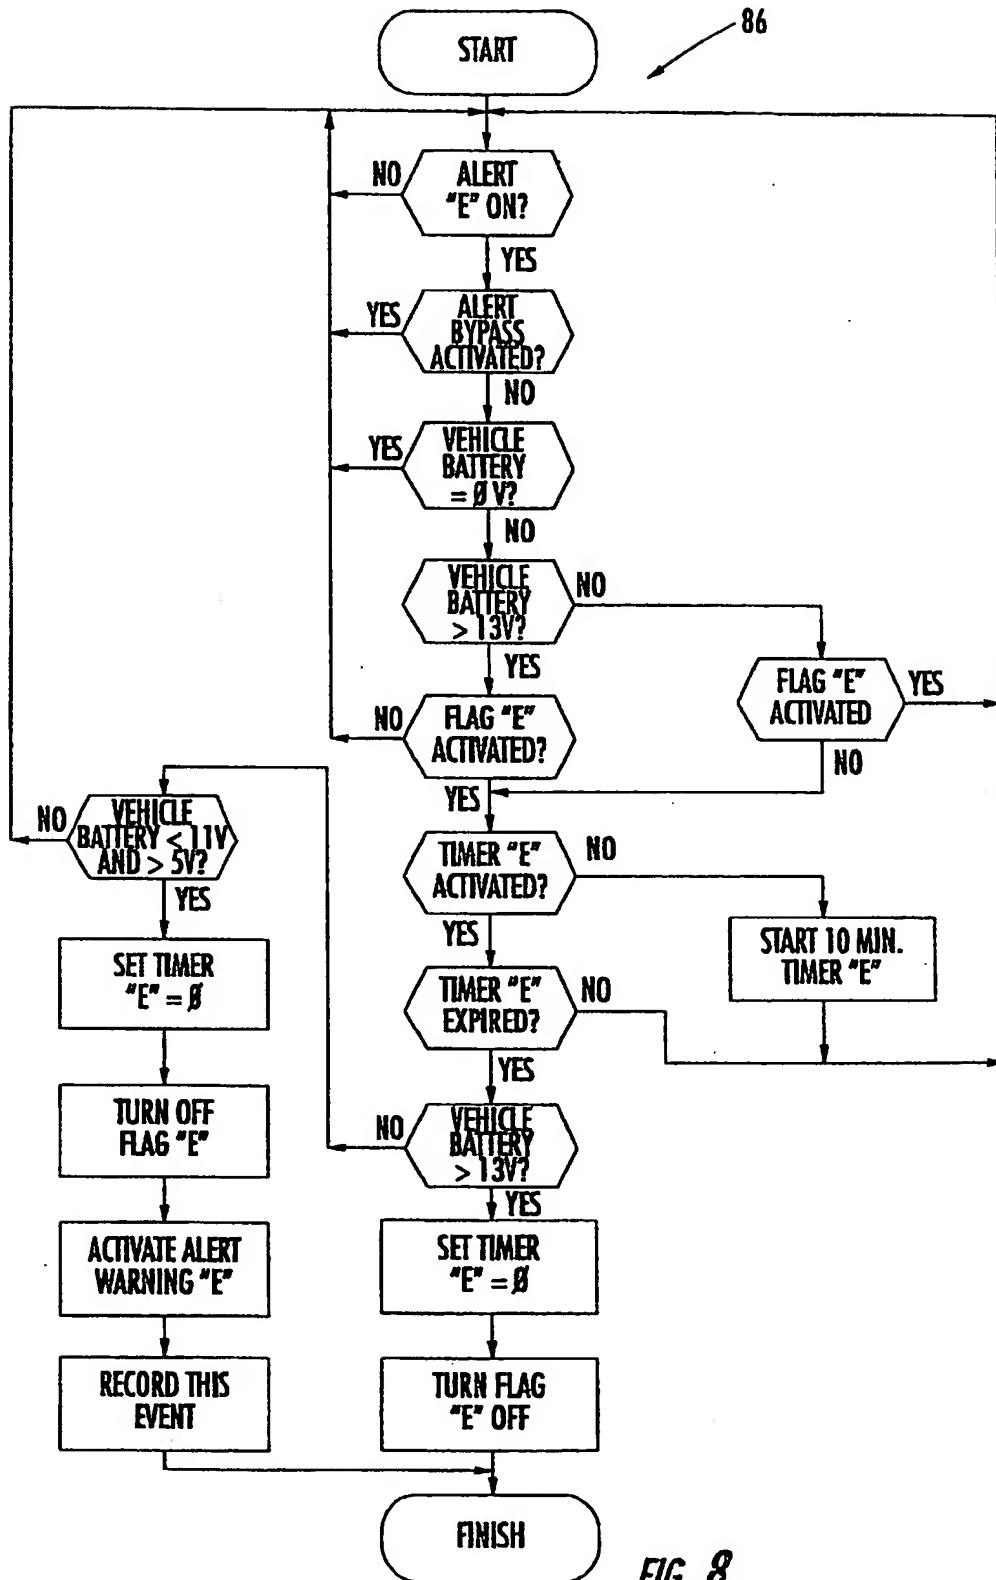 START
86
ALERT
"E" ON?
NO
YES
ALERT
BYPASS
ACTIVATED?
YES
NO
VEHICLE
BATTERY
= Ø V?
YES
NO
VEHICLE
BATTERY
> 13V?
NO
YES
FLAG "E"
ACTIVATED
YES
NO
FLAG "E"
ACTIVATED?
NO
YES
VEHICLE
BATTERY < 11V
AND > 5V?
NO
YES
TIMER "E"
ACTIVATED?
NO
YES
START 10 MIN.
TIMER "E"
SET TIMER
"E" = Ø
TIMER "E"
EXPIRED?
NO
YES
TURN OFF
FLAG "E"
VEHICLE
BATTERY
> 13V?
NO
YES
ACTIVATE ALERT
WARNING "E"
SET TIMER
"E" = Ø
RECORD THIS
EVENT
TURN FLAG
"E" OFF
FINISH
FIG. 8